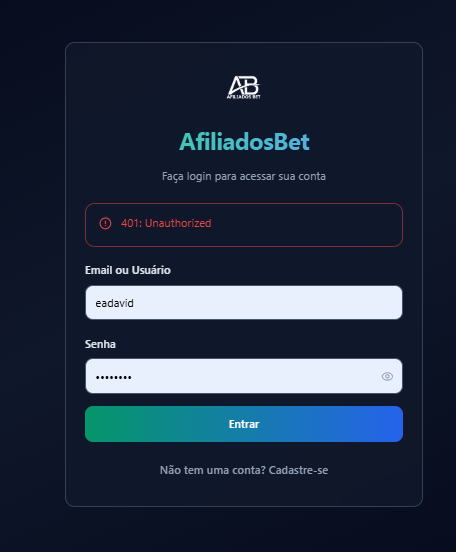 AB
AFILIADOS BET
AfiliadosBet
Faça login para acessar sua conta
401: Unauthorized
Email ou Usuário
eadavid
Senha
••••••••
Entrar
Não tem uma conta? Cadastre-se